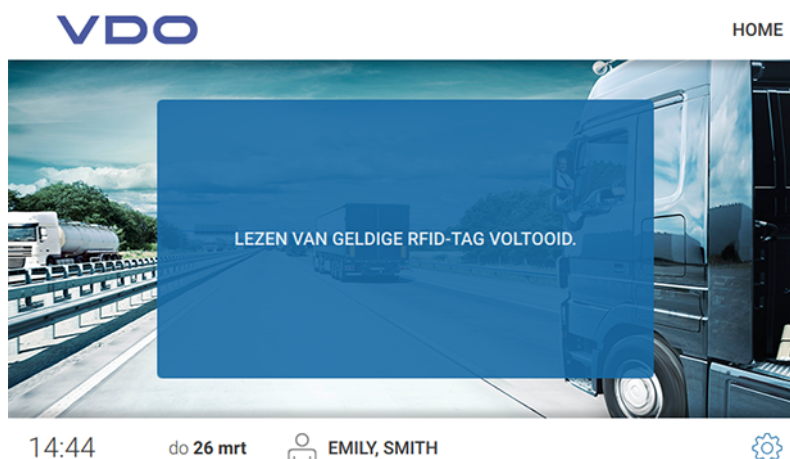 VDO
HOME
LEZEN VAN GELDIGE RFID-TAG VOLTOOID.
14:44 do 26 mrt EMILY, SMITH